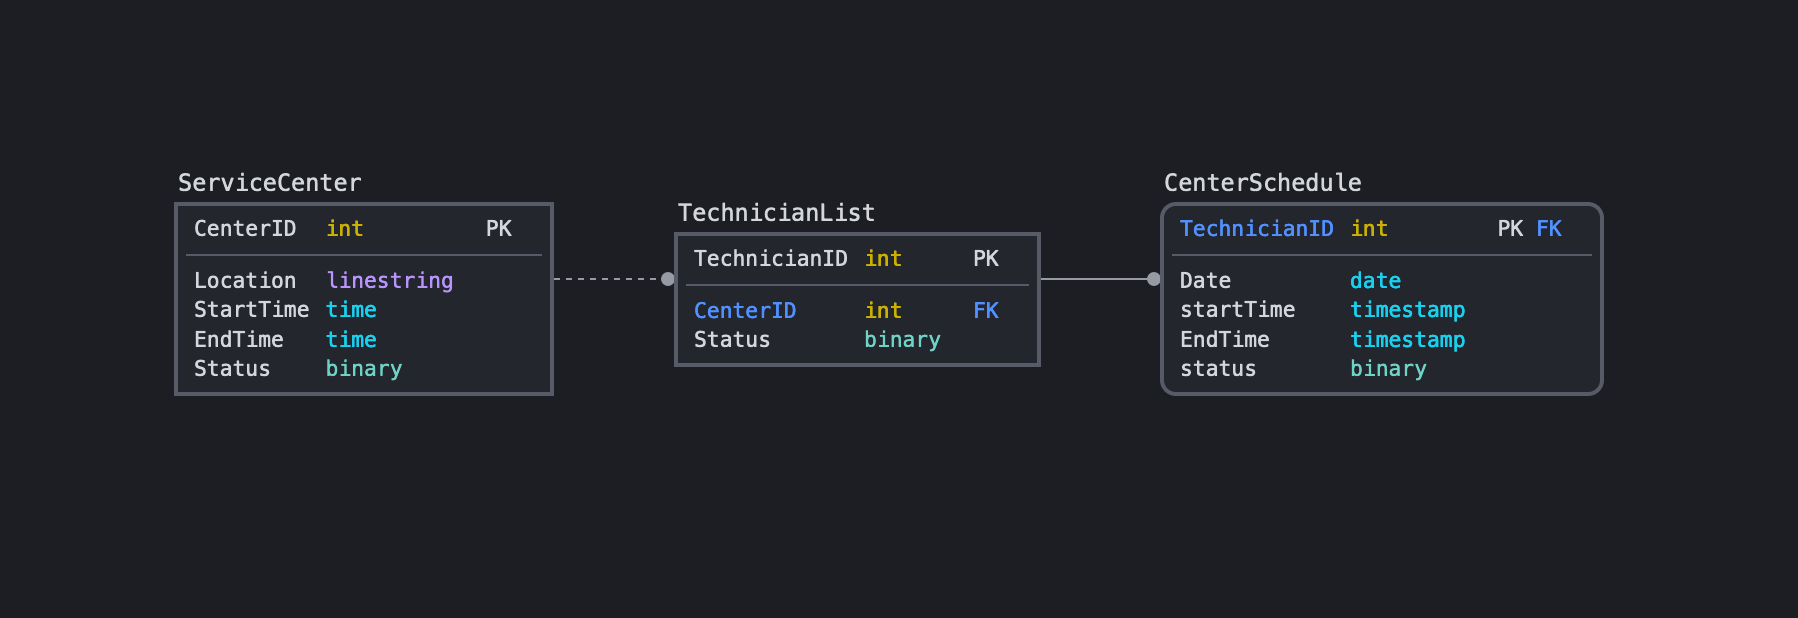 ServiceCenter
CenterID int PK
Location linestring
StartTime time
EndTime time
Status binary
TechnicianList
TechnicianID int PK
CenterID int FK
Status binary
CenterSchedule
TechnicianID int PK FK
Date date
startTime timestamp
EndTime timestamp
status binary